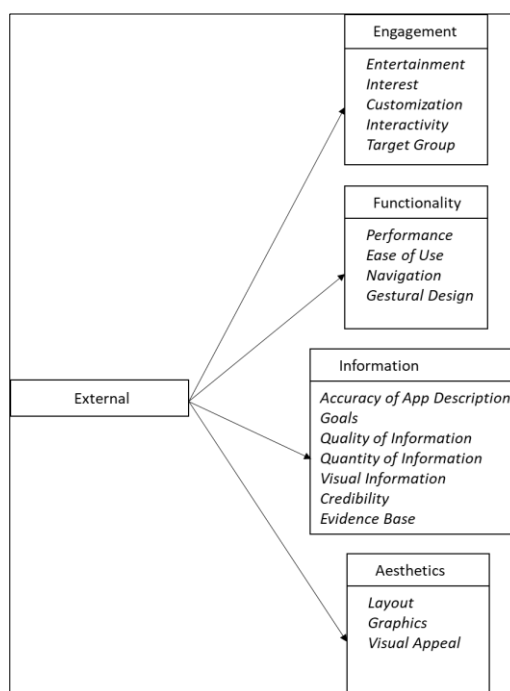 Engagement
Entertainment
Interest
Customization
Interactivity
Target Group
Functionality
Performance
Ease of Use
Navigation
Gestural Design
External
Information
Accuracy of App Description
Goals
Quality of Information
Quantity of Information
Visual Information
Credibility
Evidence Base
Aesthetics
Layout
Graphics
Visual Appeal